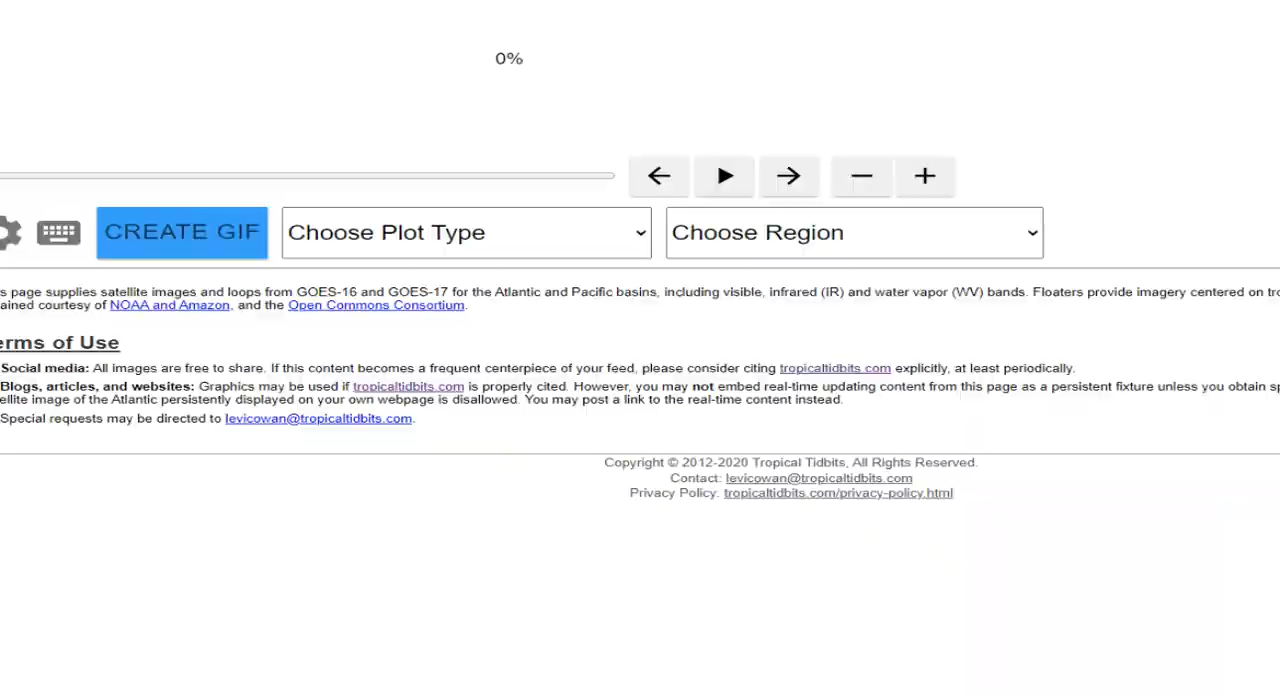 0%
CREATE GIF Choose Plot Type Choose Region
s page supplies satellite images and loops from GOES-16 and GOES-17 for the Atlantic and Pacific basins, including visible, infrared (IR) and water vapor (WV) bands. Floaters provide imagery centered on tro
ained courtesy of NOAA and Amazon, and the Open Commons Consortium.
erms of Use
Social media: All images are free to share. If this content becomes a frequent centerpiece of your feed, please consider citing tropicaltidbits.com explicitly, at least periodically.
Blogs, articles, and websites: Graphics may be used if tropicaltidbits.com is properly cited. However, you may not embed real-time updating content from this page as a persistent fixture unless you obtain sp
ellite image of the Atlantic persistently displayed on your own webpage is disallowed. You may post a link to the real-time content instead.
Special requests may be directed to levicowan@tropicaltidbits.com.
Copyright © 2012-2020 Tropical Tidbits, All Rights Reserved.
Contact: levicowan@tropicaltidbits.com
Privacy Policy: tropicaltidbits.com/privacy-policy.html